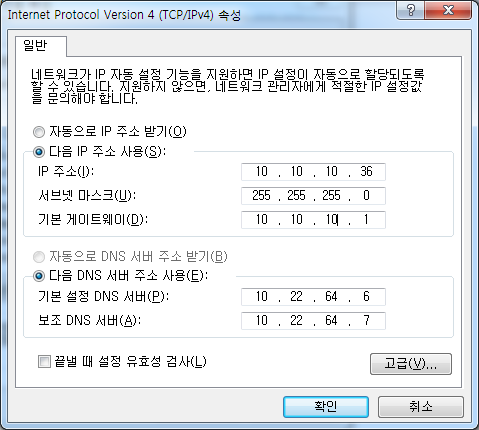 Internet Protocol Version 4 (TCP/IPv4) 속성
일반
네트워크가 IP 자동 설정 기능을 지원하면 IP 설정이 자동으로 할당되도록
할 수 있습니다. 지원하지 않으면, 네트워크 관리자에게 적절한 IP 설정값
을 문의해야 합니다.
자동으로 IP 주소 받기(O)
다음 IP 주소 사용(S):
IP 주소(I): 10 . 10 . 10 . 36
서브넷 마스크(U): 255 . 255 . 255 . 0
기본 게이트웨이(D): 10 . 10 . 10 . 1
자동으로 DNS 서버 주소 받기(B)
다음 DNS 서버 주소 사용(E):
기본 설정 DNS 서버(P): 10 . 22 . 64 . 6
보조 DNS 서버(A): 10 . 22 . 64 . 7
끝낼 때 설정 유효성 검사(L)
고급(V)...
확인 취소